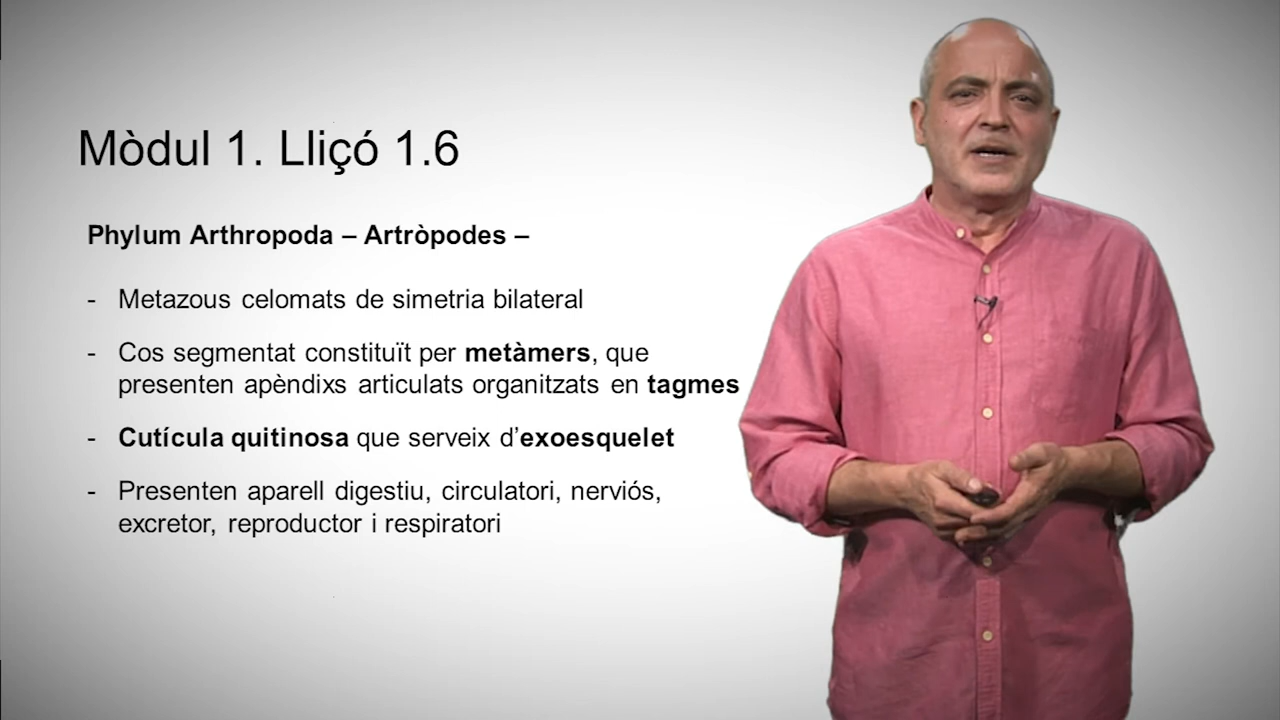 Mòdul 1. Lliçó 1.6
Phylum Arthropoda – Artròpodes –
- Metazous celomats de simetria bilateral
- Cos segmentat constituït per metàmers, que
presenten apèndixs articulats organitzats en tagmes
- Cutícula quitinosa que serveix d’exoesquelet
- Presenten aparell digestiu, circulatori, nerviós,
excretor, reproductor i respiratori